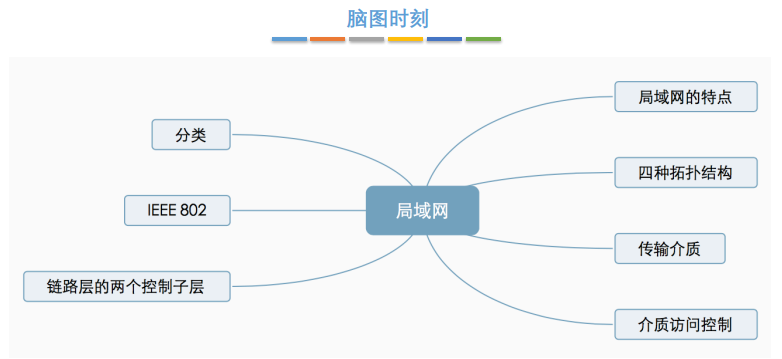 脑图时刻
局域网
局域网的特点
四种拓扑结构
传输介质
介质访问控制
分类
IEEE 802
链路层的两个控制子层